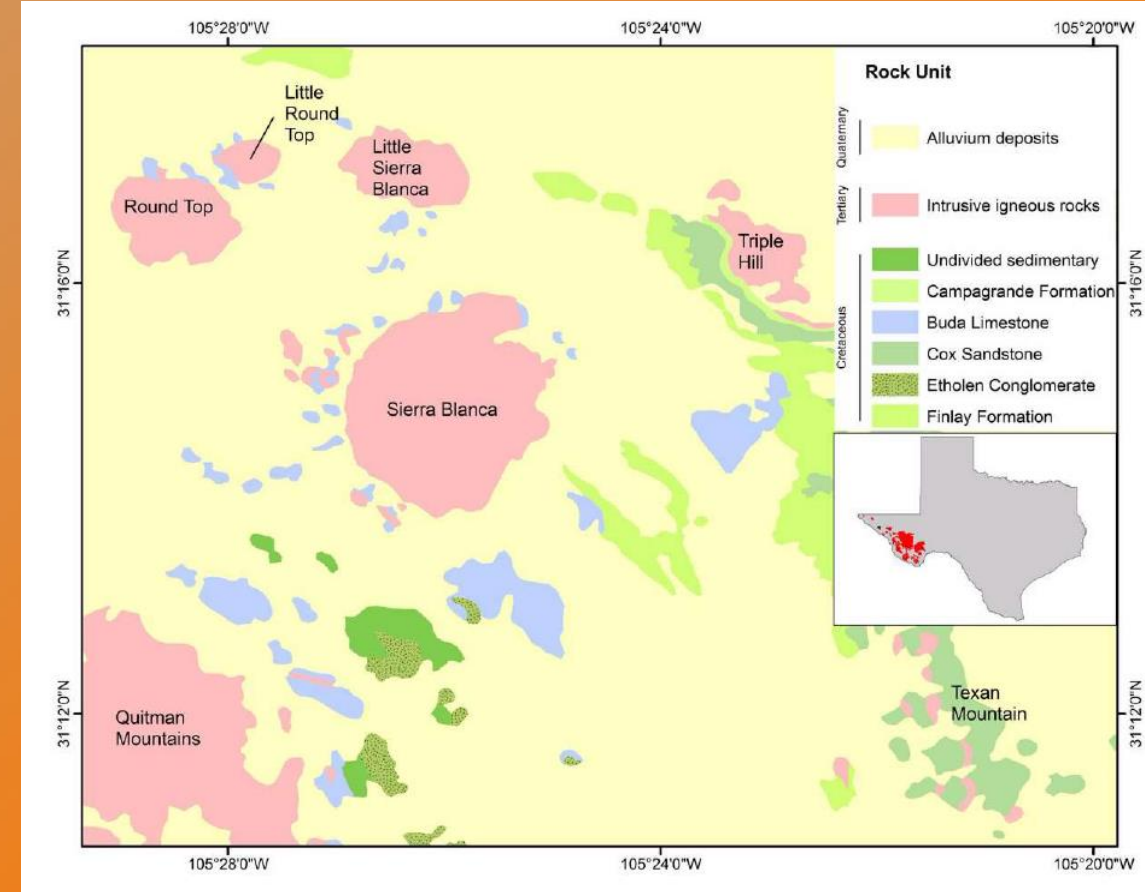 105°28'0"W
105°24'0"W
105°20'0"W
Rock Unit
Quaternary
Alluvium deposits
Tertiary
Intrusive igneous rocks
Cretaceous
Undivided sedimentary
Campagrande Formation
Buda Limestone
Cox Sandstone
Etholen Conglomerate
Finlay Formation
Little
Round
Top
Little
Sierra
Blanca
Round Top
Triple
Hill
31°16'0"N
31°16'0"N
Sierra Blanca
Quitman
Mountains
Texan
Mountain
31°12'0"N
31°12'0"N
105°28'0"W
105°24'0"W
105°20'0"W